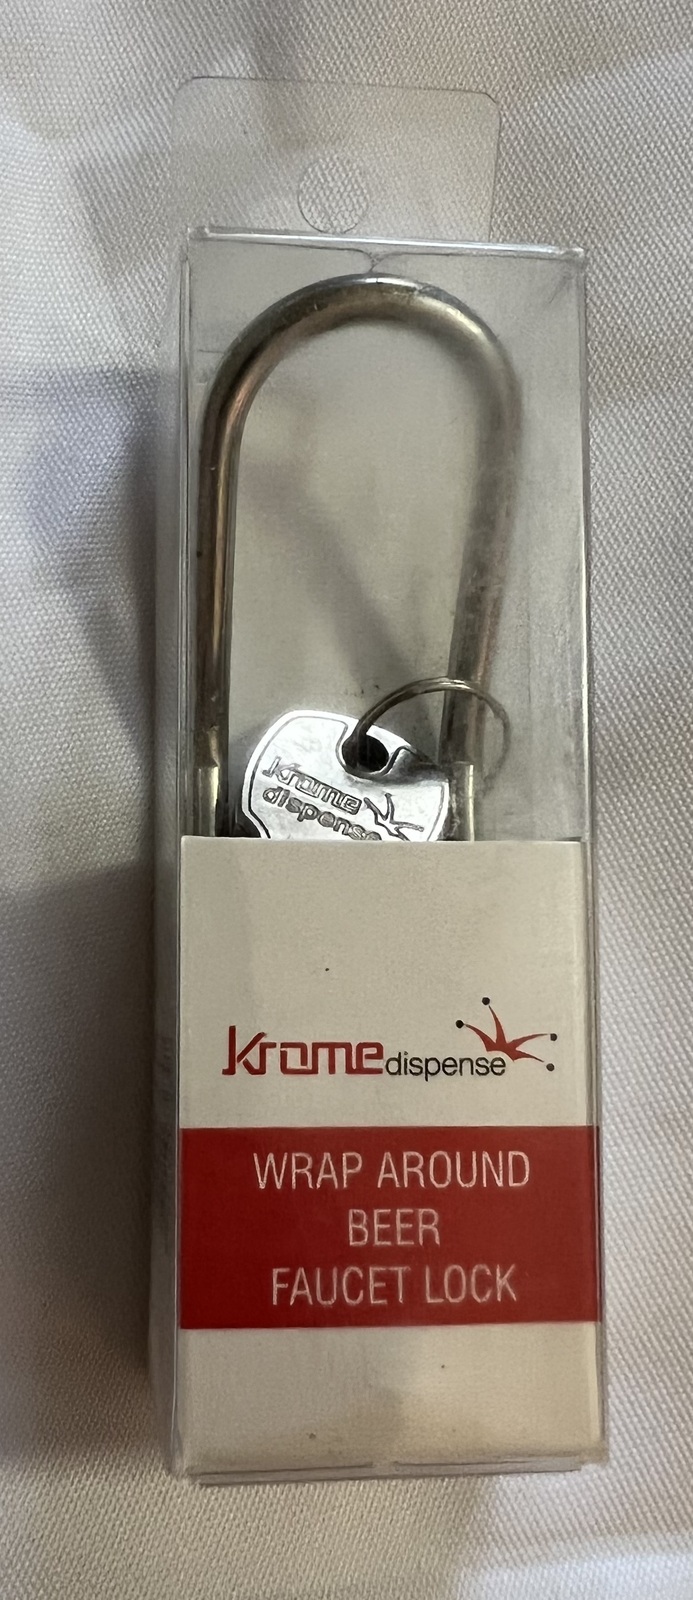 Krome
dispense
Krome dispense
WRAP AROUND
BEER
FAUCET LOCK